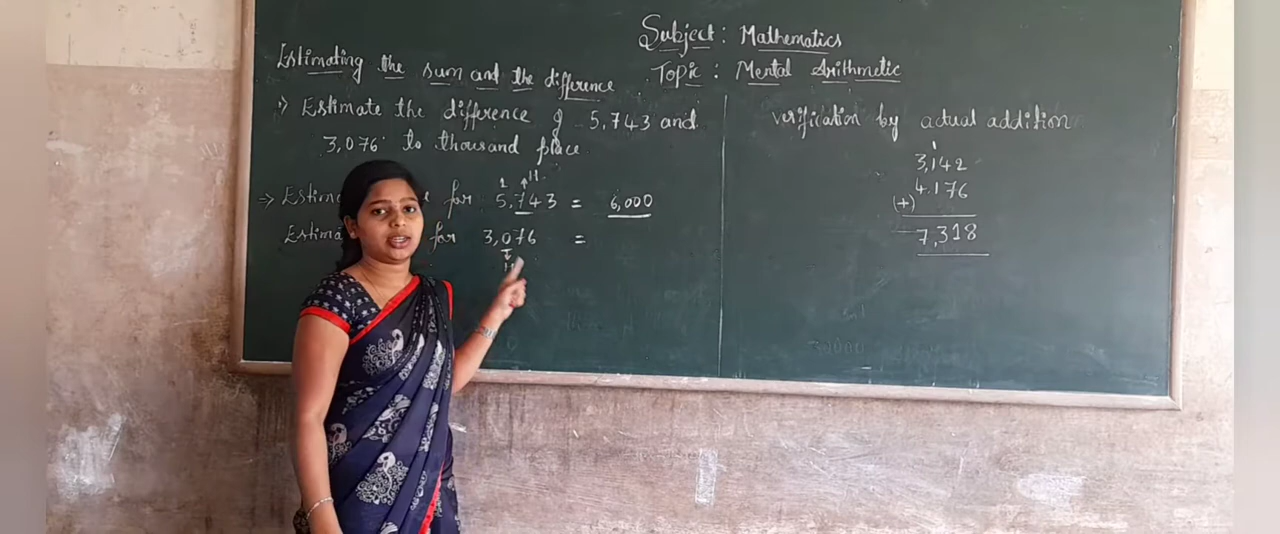 Subject: Mathematics
Topic: Mental Arithmetic
Estimating the sum and the difference
Estimate the difference of 5,743 and
3,076 to thousand place.
1 ↑H.
⇒ for 5,743 = 6,000
for 3,076 =
verification by actual addition
1
3,142
4,176
(+)
7,318